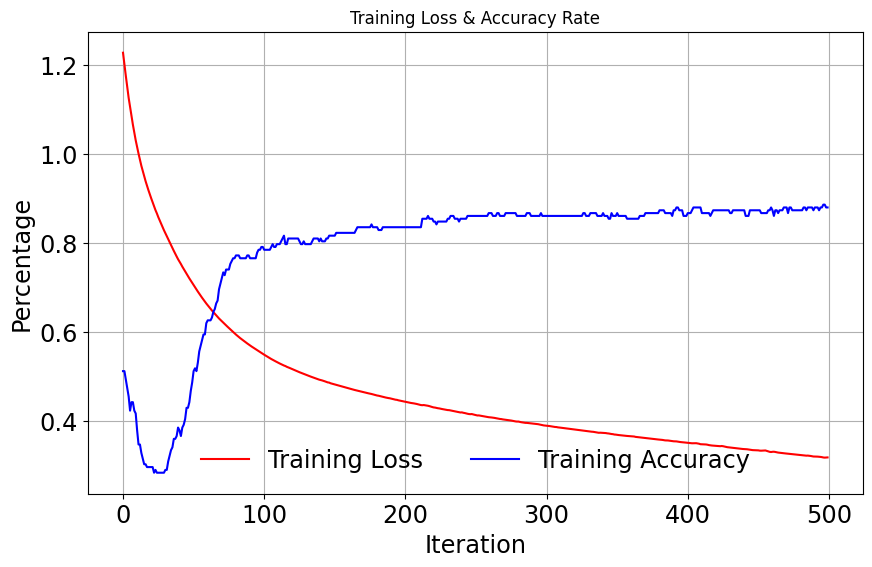 Training Loss & Accuracy Rate
Percentage
1.2
1.0
0.8
0.6
0.4
Training Loss
Training Accuracy
0
100
200
300
400
500
Iteration